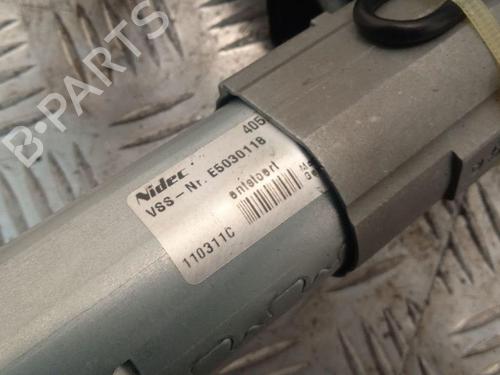 B-PARTS
Nidec
405
VSS-Nr. E5030118
entstoert
110311C